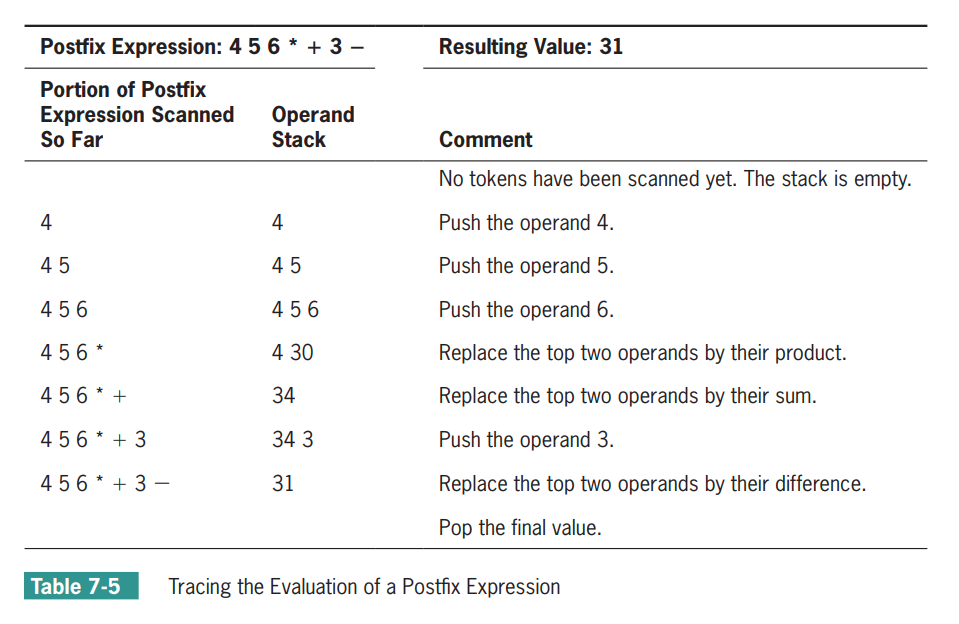 Postfix Expression: 4 5 6 * + 3 − Resulting Value: 31
Portion of Postfix
Expression Scanned Operand
So Far Stack Comment
No tokens have been scanned yet. The stack is empty.
4 4 Push the operand 4.
4 5 4 5 Push the operand 5.
4 5 6 4 5 6 Push the operand 6.
4 5 6 * 4 30 Replace the top two operands by their product.
4 5 6 * + 34 Replace the top two operands by their sum.
4 5 6 * + 3 34 3 Push the operand 3.
4 5 6 * + 3 − 31 Replace the top two operands by their difference.
Pop the final value.
Table 7-5 Tracing the Evaluation of a Postfix Expression